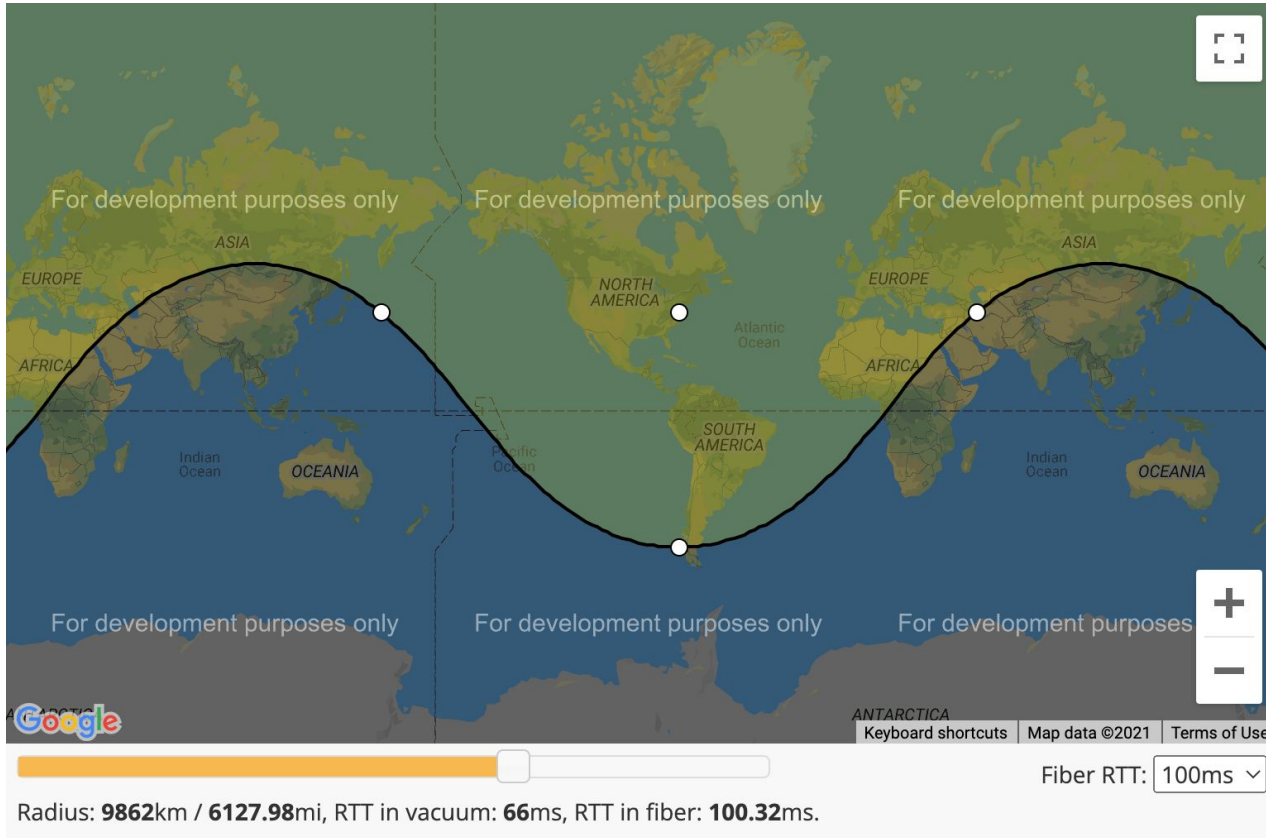 For development purposes only
For development purposes only
For development purposes only
ASIA
ASIA
EUROPE
NORTH
AMERICA
EUROPE
Atlantic
Ocean
AFRICA
AFRICA
SOUTH
AMERICA
Pacific
Ocean
Indian
Ocean
OCEANIA
Indian
Ocean
OCEANIA
For development purposes only
For development purposes only
For development purposes
Google
ANTARCTICA
Keyboard shortcuts
Map data ©2021
Terms of Use
Fiber RTT: 100ms
Radius: 9862km / 6127.98mi, RTT in vacuum: 66ms, RTT in fiber: 100.32ms.